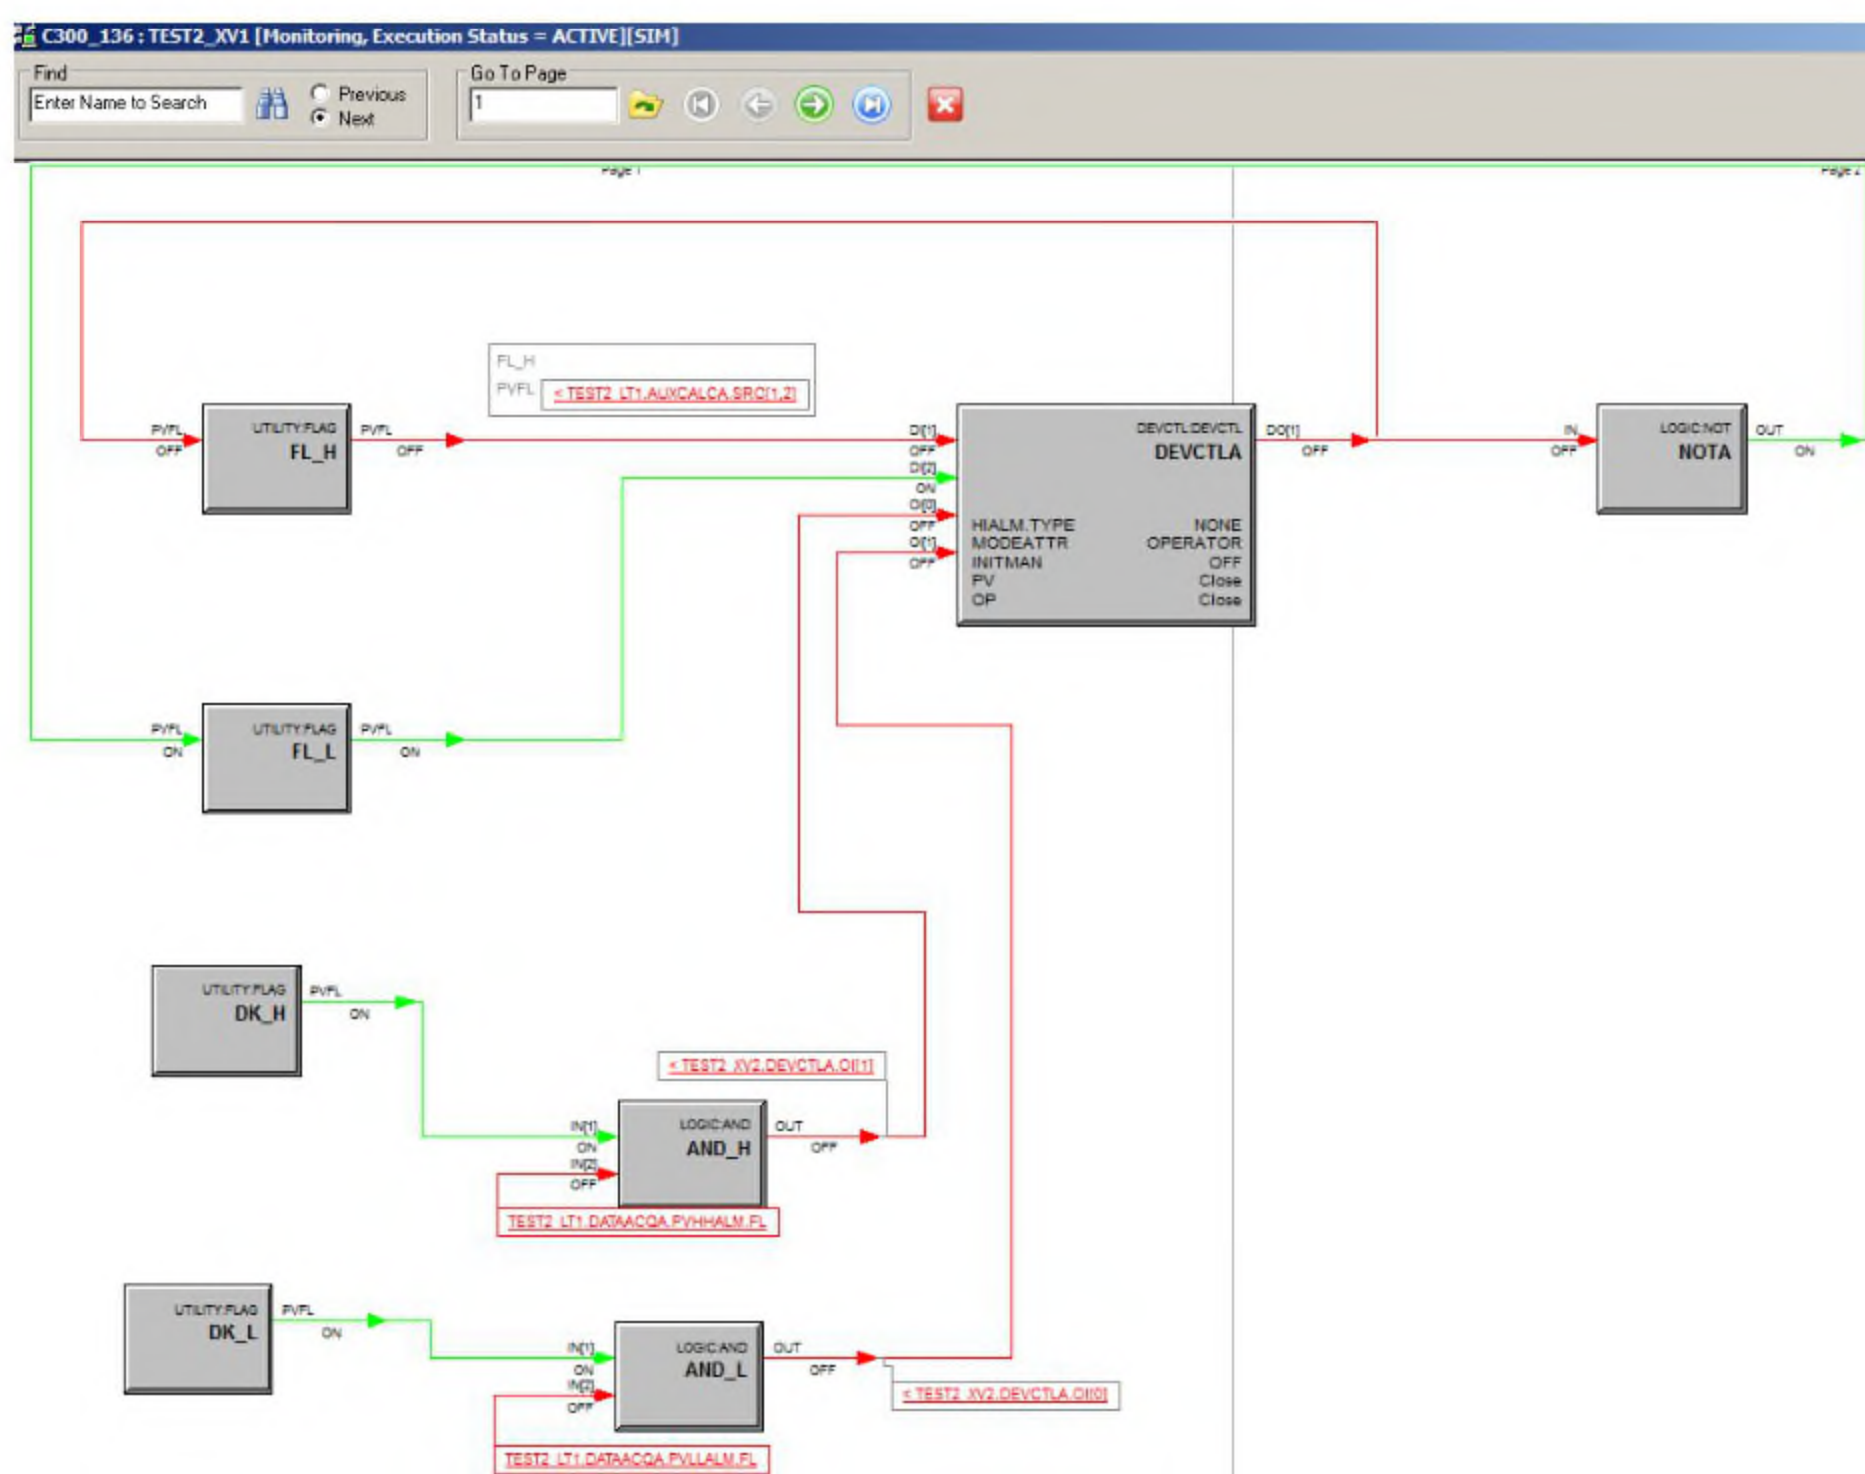 C300_136 : TEST2_XV1 [Monitoring, Execution Status = ACTIVE][SIM]
Find
Enter Name to Search
Previous
Next
Go To Page
1
Page 1
Page 2
FL_H
PVFL
< TEST2_LT1.AUXCALCA.SRC[1,2]
PVFL
OFF
UTILITY:FLAG
FL_H
PVFL
OFF
DI[1]
OFF
DI[2]
ON
OI[0]
OFF
OI[1]
OFF
DEVCTL:DEVCTL
DEVCTLA
HIALM.TYPE NONE
MODEATTR OPERATOR
INITMAN OFF
PV Close
OP Close
DO[1]
OFF
IN
OFF
LOGIC:NOT
NOTA
OUT
ON
PVFL
ON
UTILITY:FLAG
FL_L
PVFL
ON
UTILITY:FLAG
DK_H
PVFL
ON
< TEST2_XV2.DEVCTLA.OI[1]
IN[1]
ON
IN[2]
OFF
LOGIC:AND
AND_H
OUT
OFF
TEST2_LT1.DATAACQA.PVHHALM.FL
UTILITY:FLAG
DK_L
PVFL
ON
IN[1]
ON
IN[2]
OFF
LOGIC:AND
AND_L
OUT
OFF
< TEST2_XV2.DEVCTLA.OI[0]
TEST2_LT1.DATAACQA.PVLLALM.FL